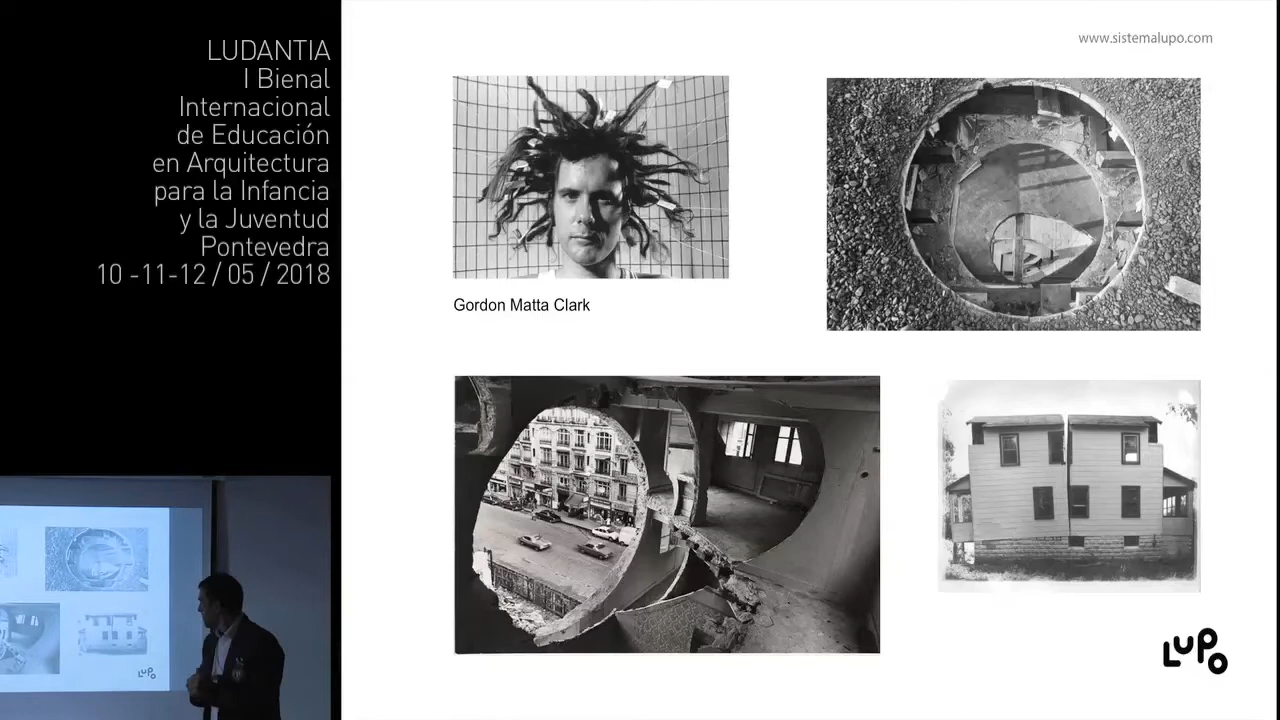 LUDANTIA
I Bienal
Internacional
de Educación
en Arquitectura
para la Infancia
y la Juventud
Pontevedra
10 -11-12 / 05 / 2018
www.sistemalupo.com
Gordon Matta Clark
LUPO
LUPO